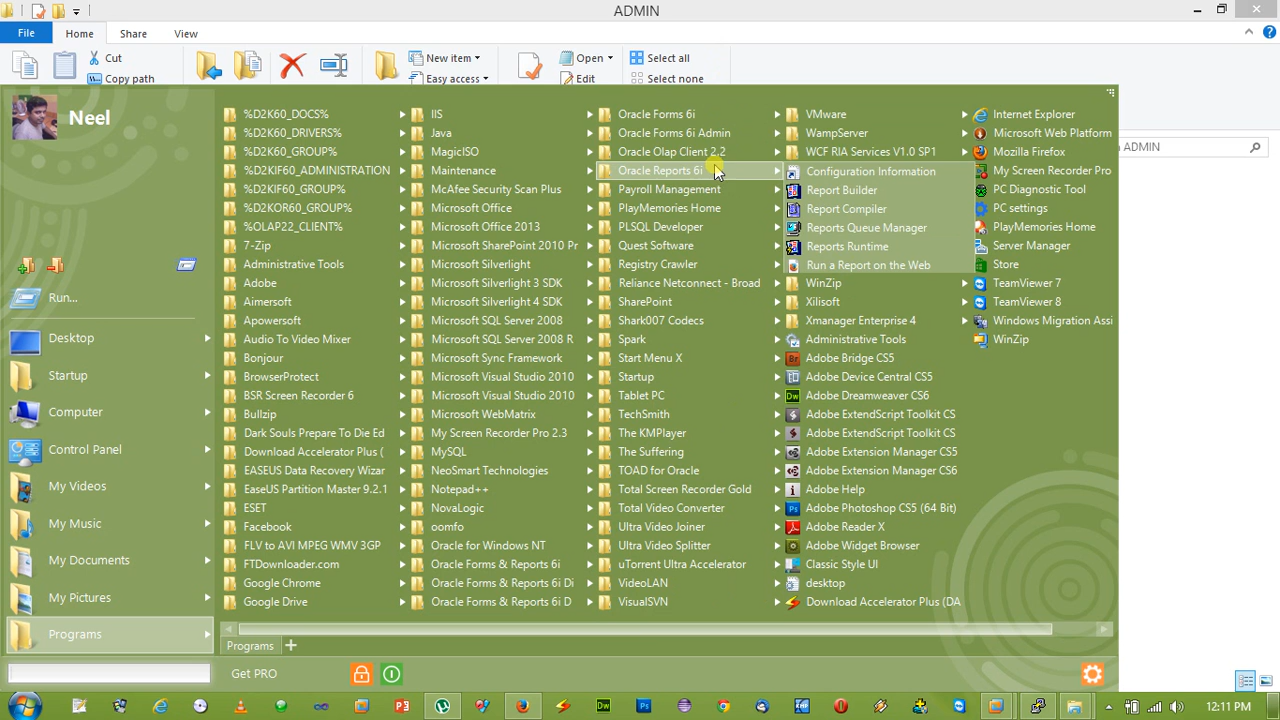 ADMIN
File
Home
Share
View
Cut
Copy path
New item
Easy access
Open
Edit
Select all
Select none
ADMIN
Neel
Run...
Desktop
Startup
Computer
Control Panel
My Videos
My Music
My Documents
My Pictures
Programs
%D2K60_DOCS%
%D2K60_DRIVERS%
%D2K60_GROUP%
%D2KIF60_ADMINISTRATION
%D2KIF60_GROUP%
%D2KOR60_GROUP%
%OLAP22_CLIENT%
7-Zip
Administrative Tools
Adobe
Aimersoft
Apowersoft
Audio To Video Mixer
Bonjour
BrowserProtect
BSR Screen Recorder 6
Bullzip
Dark Souls Prepare To Die Ed
Download Accelerator Plus (
EASEUS Data Recovery Wizar
EaseUS Partition Master 9.2.1
ESET
Facebook
FLV to AVI MPEG WMV 3GP
FTDownloader.com
Google Chrome
Google Drive
IIS
Java
MagicISO
Maintenance
McAfee Security Scan Plus
Microsoft Office
Microsoft Office 2013
Microsoft SharePoint 2010 Pr
Microsoft Silverlight
Microsoft Silverlight 3 SDK
Microsoft Silverlight 4 SDK
Microsoft SQL Server 2008
Microsoft SQL Server 2008 R
Microsoft Sync Framework
Microsoft Visual Studio 2010
Microsoft Visual Studio 2010
Microsoft WebMatrix
My Screen Recorder Pro 2.3
MySQL
NeoSmart Technologies
Notepad++
NovaLogic
oomfo
Oracle for Windows NT
Oracle Forms & Reports 6i
Oracle Forms & Reports 6i Di
Oracle Forms & Reports 6i D
Oracle Forms 6i
Oracle Forms 6i Admin
Oracle Olap Client 2.2
Oracle Reports 6i
Payroll Management
PlayMemories Home
PLSQL Developer
Quest Software
Registry Crawler
Reliance Netconnect - Broad
SharePoint
Shark007 Codecs
Spark
Start Menu X
Startup
Tablet PC
TechSmith
The KMPlayer
The Suffering
TOAD for Oracle
Total Screen Recorder Gold
Total Video Converter
Ultra Video Joiner
Ultra Video Splitter
uTorrent Ultra Accelerator
VideoLAN
VisualSVN
VMware
WampServer
WCF RIA Services V1.0 SP1
Configuration Information
Report Builder
Report Compiler
Reports Queue Manager
Reports Runtime
Run a Report on the Web
WinZip
Xilisoft
Xmanager Enterprise 4
Administrative Tools
Adobe Bridge CS5
Adobe Device Central CS5
Adobe Dreamweaver CS6
Adobe ExtendScript Toolkit CS
Adobe ExtendScript Toolkit CS
Adobe Extension Manager CS5
Adobe Extension Manager CS6
Adobe Help
Adobe Photoshop CS5 (64 Bit)
Adobe Reader X
Adobe Widget Browser
Classic Style UI
desktop
Download Accelerator Plus (DA
Internet Explorer
Microsoft Web Platform
Mozilla Firefox
My Screen Recorder Pro
PC Diagnostic Tool
PC settings
PlayMemories Home
Server Manager
Store
TeamViewer 7
TeamViewer 8
Windows Migration Assi
WinZip
Programs
Get PRO
12:11 PM